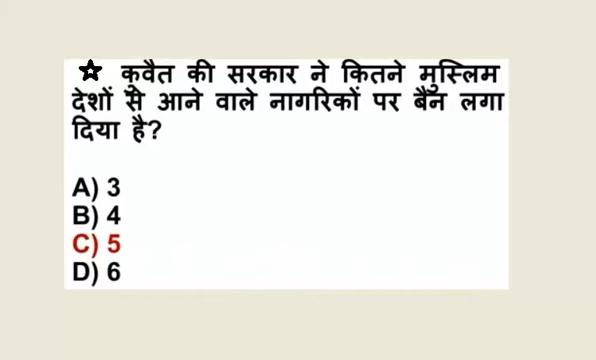 ☆ कुवैत की सरकार ने कितने मुस्लिम
देशों से आने वाले नागरिकों पर बैन लगा
दिया है?
A) 3
B) 4
C) 5
D) 6